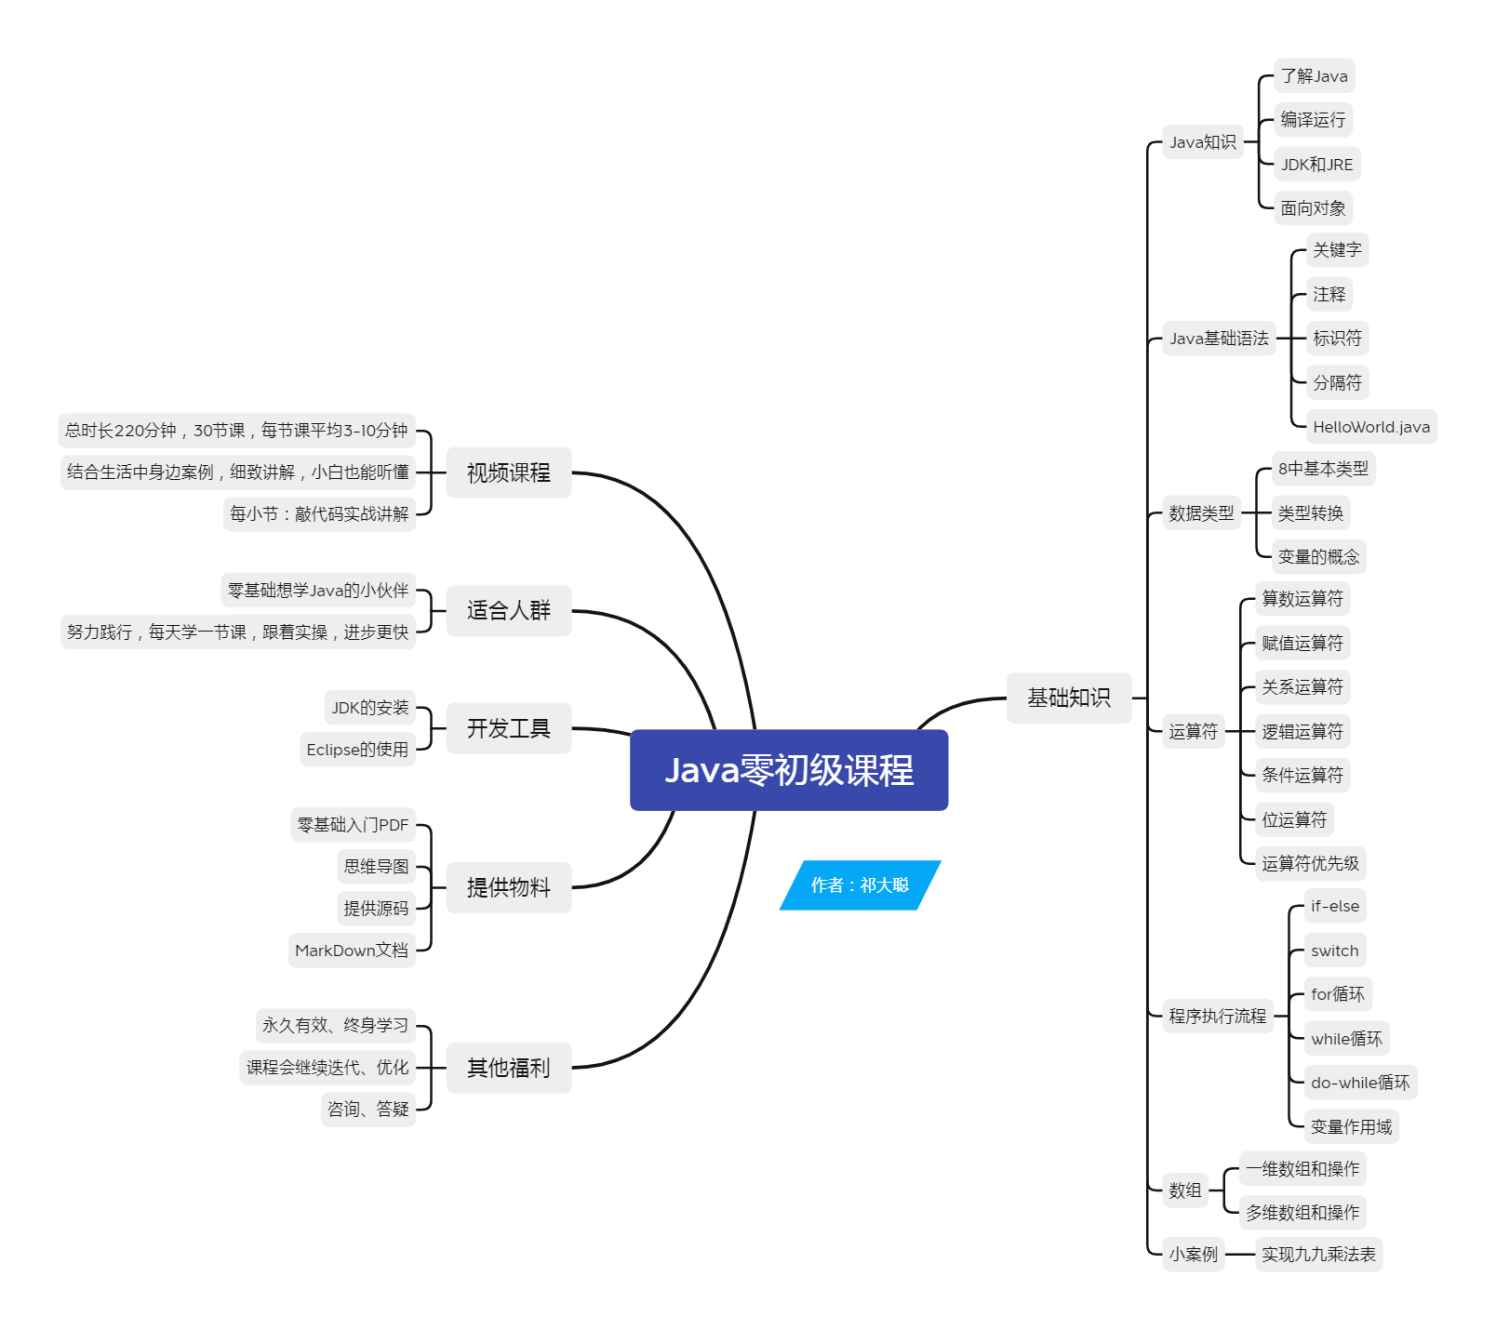 Java零初级课程
作者：祁大聪
基础知识
Java知识
了解Java
编译运行
JDK和JRE
面向对象
Java基础语法
关键字
注释
标识符
分隔符
HelloWorld.java
数据类型
8中基本类型
类型转换
变量的概念
运算符
算数运算符
赋值运算符
关系运算符
逻辑运算符
条件运算符
位运算符
运算符优先级
程序执行流程
if-else
switch
for循环
while循环
do-while循环
变量作用域
数组
一维数组和操作
多维数组和操作
小案例
实现九九乘法表
视频课程
总时长220分钟，30节课，每节课平均3-10分钟
结合生活中身边案例，细致讲解，小白也能听懂
每小节：敲代码实战讲解
适合人群
零基础想学Java的小伙伴
努力践行，每天学一节课，跟着实操，进步更快
开发工具
JDK的安装
Eclipse的使用
提供物料
零基础入门PDF
思维导图
提供源码
MarkDown文档
其他福利
永久有效、终身学习
课程会继续迭代、优化
咨询、答疑